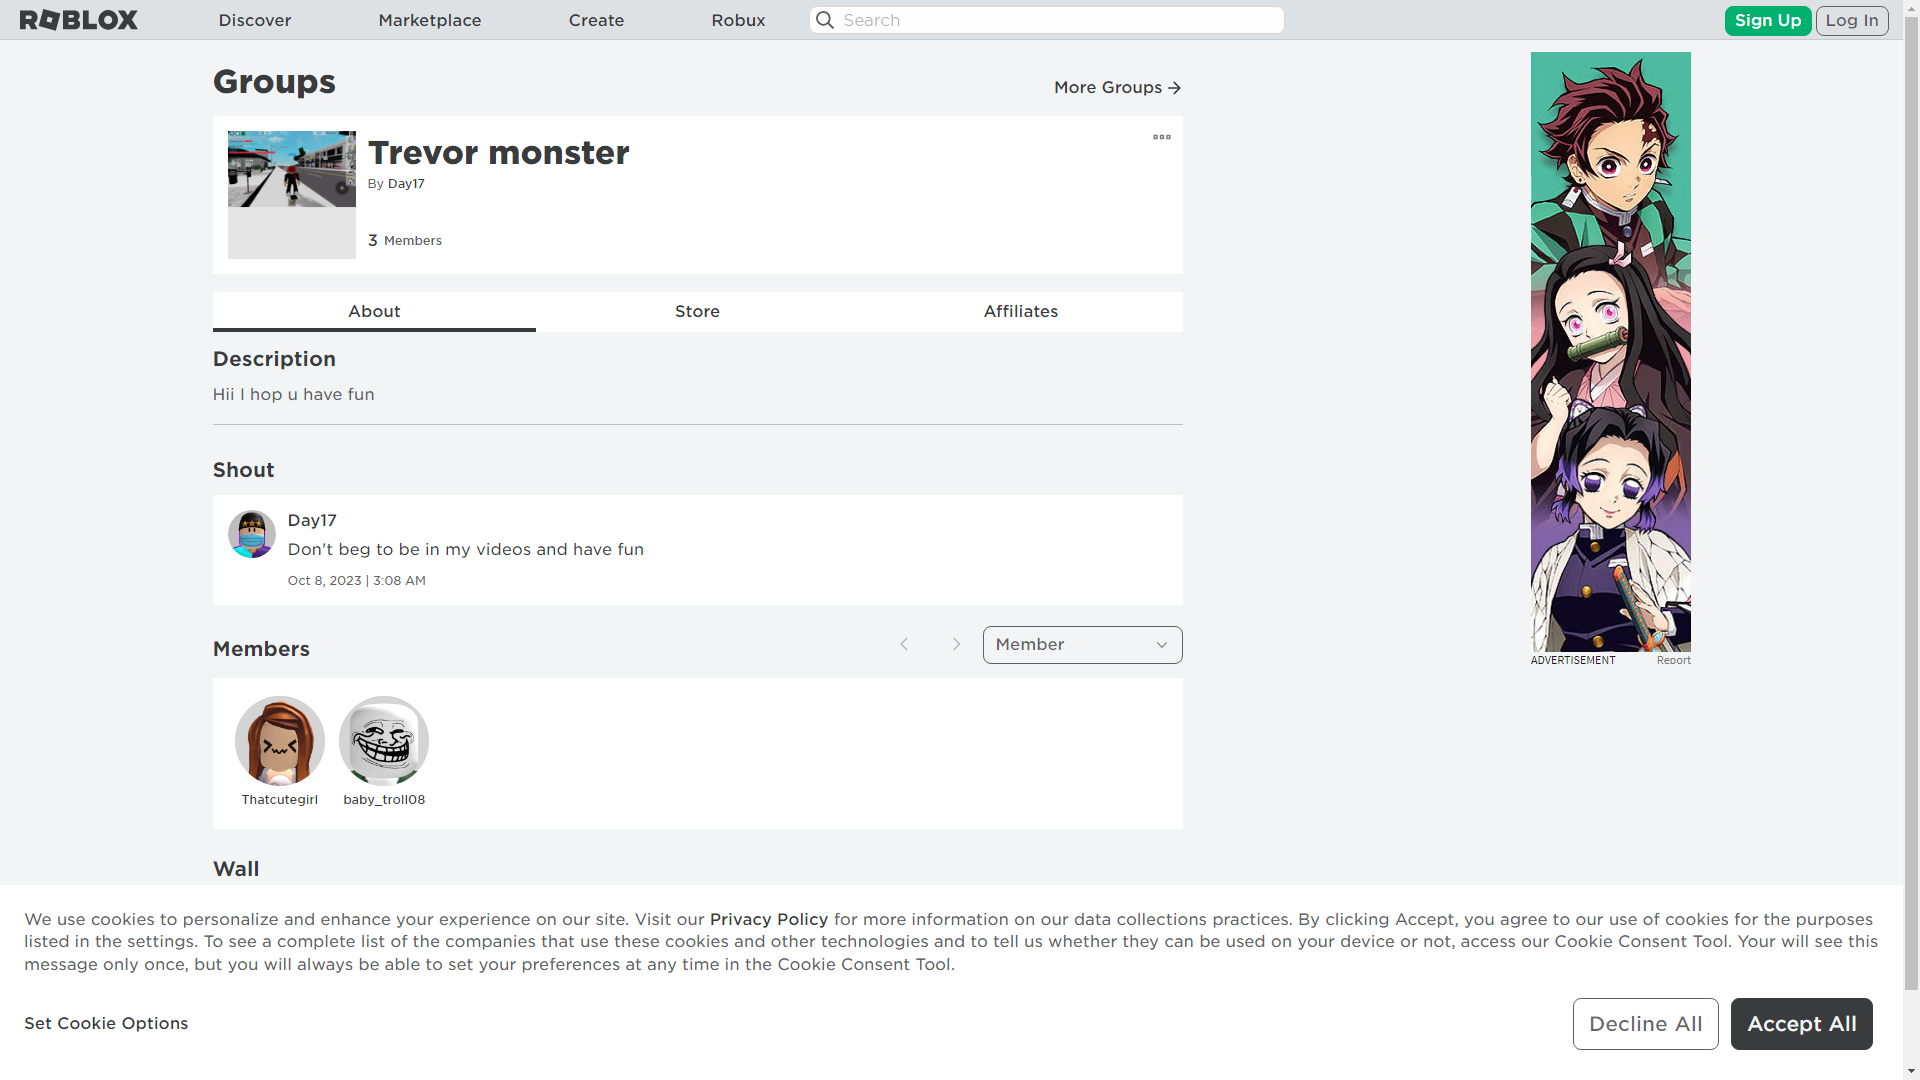 ROBLOX
Discover
Marketplace
Create
Robux
Search
Sign Up
Log In
Groups
More Groups
Trevor monster
By Day17
3 Members
About
Store
Affiliates
Description
Hii I hop u have fun
Shout
Day17
Don't beg to be in my videos and have fun
Oct 8, 2023 | 3:08 AM
Members
Member
Thatcutegirl
baby_troll08
Wall
ADVERTISEMENT
Report
We use cookies to personalize and enhance your experience on our site. Visit our Privacy Policy for more information on our data collections practices. By clicking Accept, you agree to our use of cookies for the purposes
listed in the settings. To see a complete list of the companies that use these cookies and other technologies and to tell us whether they can be used on your device or not, access our Cookie Consent Tool. Your will see this
message only once, but you will always be able to set your preferences at any time in the Cookie Consent Tool.
Set Cookie Options
Decline All
Accept All